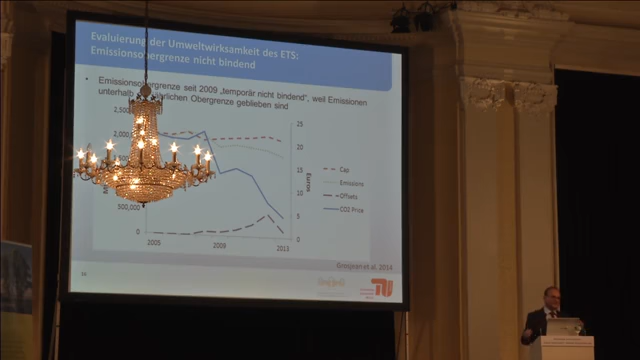 Evaluierung der Umweltwirksamkeit des ETS:
Emissionsobergrenze nicht bindend
• Emissionsobergrenze seit 2009 „temporär nicht bindend", weil Emissionen
unterhalb jährlichen Obergrenze geblieben sind
2,500
2,000
500,000
0
2005
2009
2013
25
20
15
10
5
0
Euros
Cap
Emissions
Offsets
CO2 Price
Grosjean et al. 2014
TU